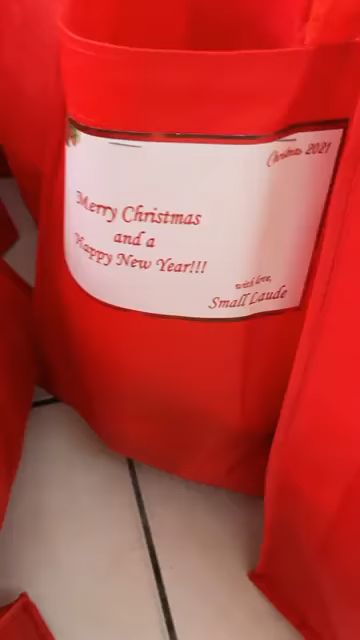 Christmas 2021
Merry Christmas
and a
Happy New Year!!!
with love,
Small Laude